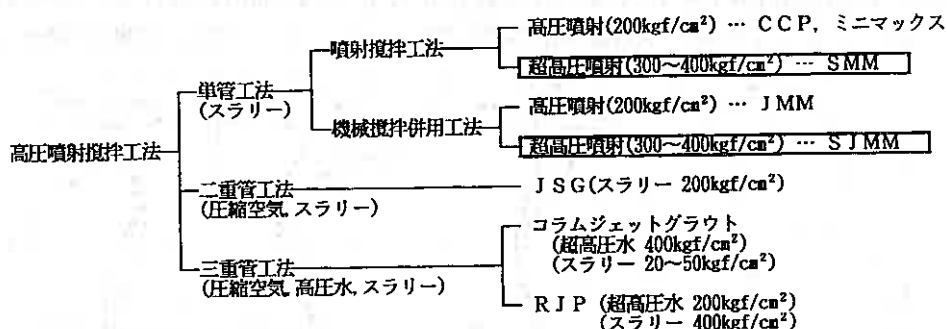 高圧噴射(200kgf/cm²) … ＣＣＰ，ミニマックス
噴射攪拌工法
超高圧噴射(300～400kgf/cm²) … ＳＭＭ
単管工法
(スラリー)
高圧噴射(200kgf/cm²) … ＪＭＭ
機械攪拌併用工法
超高圧噴射(300～400kgf/cm²) … ＳＪＭＭ
高圧噴射攪拌工法
二重管工法
(圧縮空気,スラリー)
ＪＳＧ(スラリー 200kgf/cm²)
コラムジェットグラウト
(超高圧水 400kgf/cm²)
(スラリー 20～50kgf/cm²)
三重管工法
(圧縮空気,高圧水,スラリー)
ＲＪＰ (超高圧水 200kgf/cm²)
(スラリー 400kgf/cm²)